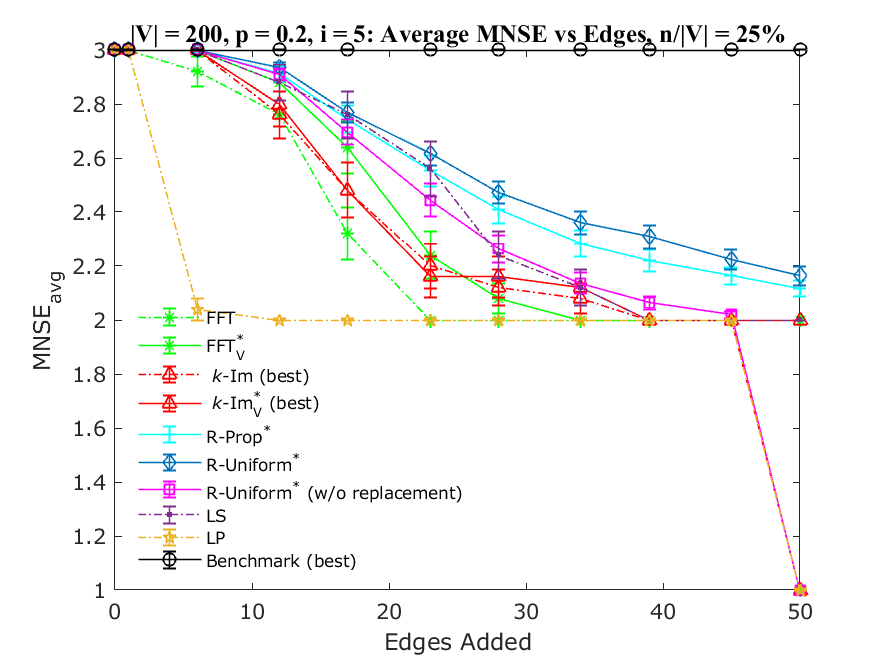 |V| = 200, p = 0.2, i = 5: Average MNSE vs Edges, n/|V| = 25%
3
2.8
2.6
2.4
2.2
2
1.8
1.6
1.4
1.2
1
MNSE_avg
FFT
FFT*_V
k-Im (best)
k-Im*_V (best)
R-Prop*
R-Uniform*
R-Uniform* (w/o replacement)
LS
LP
Benchmark (best)
0 10 20 30 40 50
Edges Added